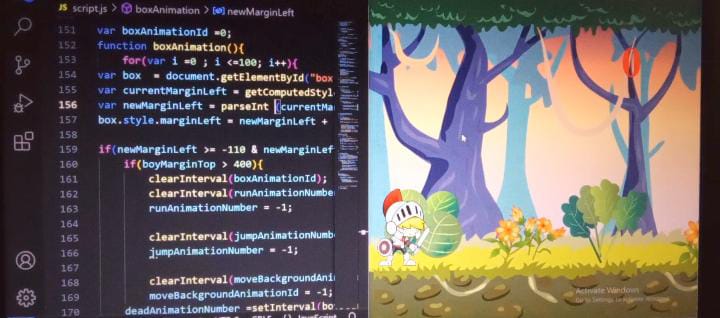 JS script.js > boxAnimation > newMarginLeft
151 var boxAnimationId =0;
152 function boxAnimation(){
153 for(var i =0 ; i <=100; i++){
154 var box = document.getElementById("box
155 var currentMarginLeft = getComputedStyl
156 var newMarginLeft = parseInt (currentMa
157 box.style.marginLeft = newMarginLeft +
158
159 if(newMarginLeft >= -110 & newMarginLef
160 if(boyMarginTop > 400){
161 clearInterval(boxAnimationId);
162 clearInterval(runAnimationNumbe
163 runAnimationNumber = -1;
164
165 clearInterval(jumpAnimationNumb
166 jumpAnimationNumber = -1;
167
168 clearInterval(moveBackgroundAni
169 moveBackgroundAnimationId = -1;
170 deadAnimationNumber =setInterval(bo
0
Activate Windows
Go to Settings to activate Windows.